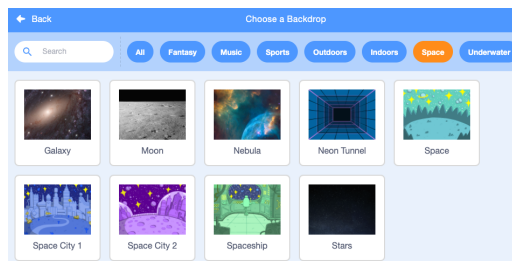 Back Choose a Backdrop
Search All Fantasy Music Sports Outdoors Indoors Space Underwater
Galaxy Moon Nebula Neon Tunnel Space
Space City 1 Space City 2 Spaceship Stars